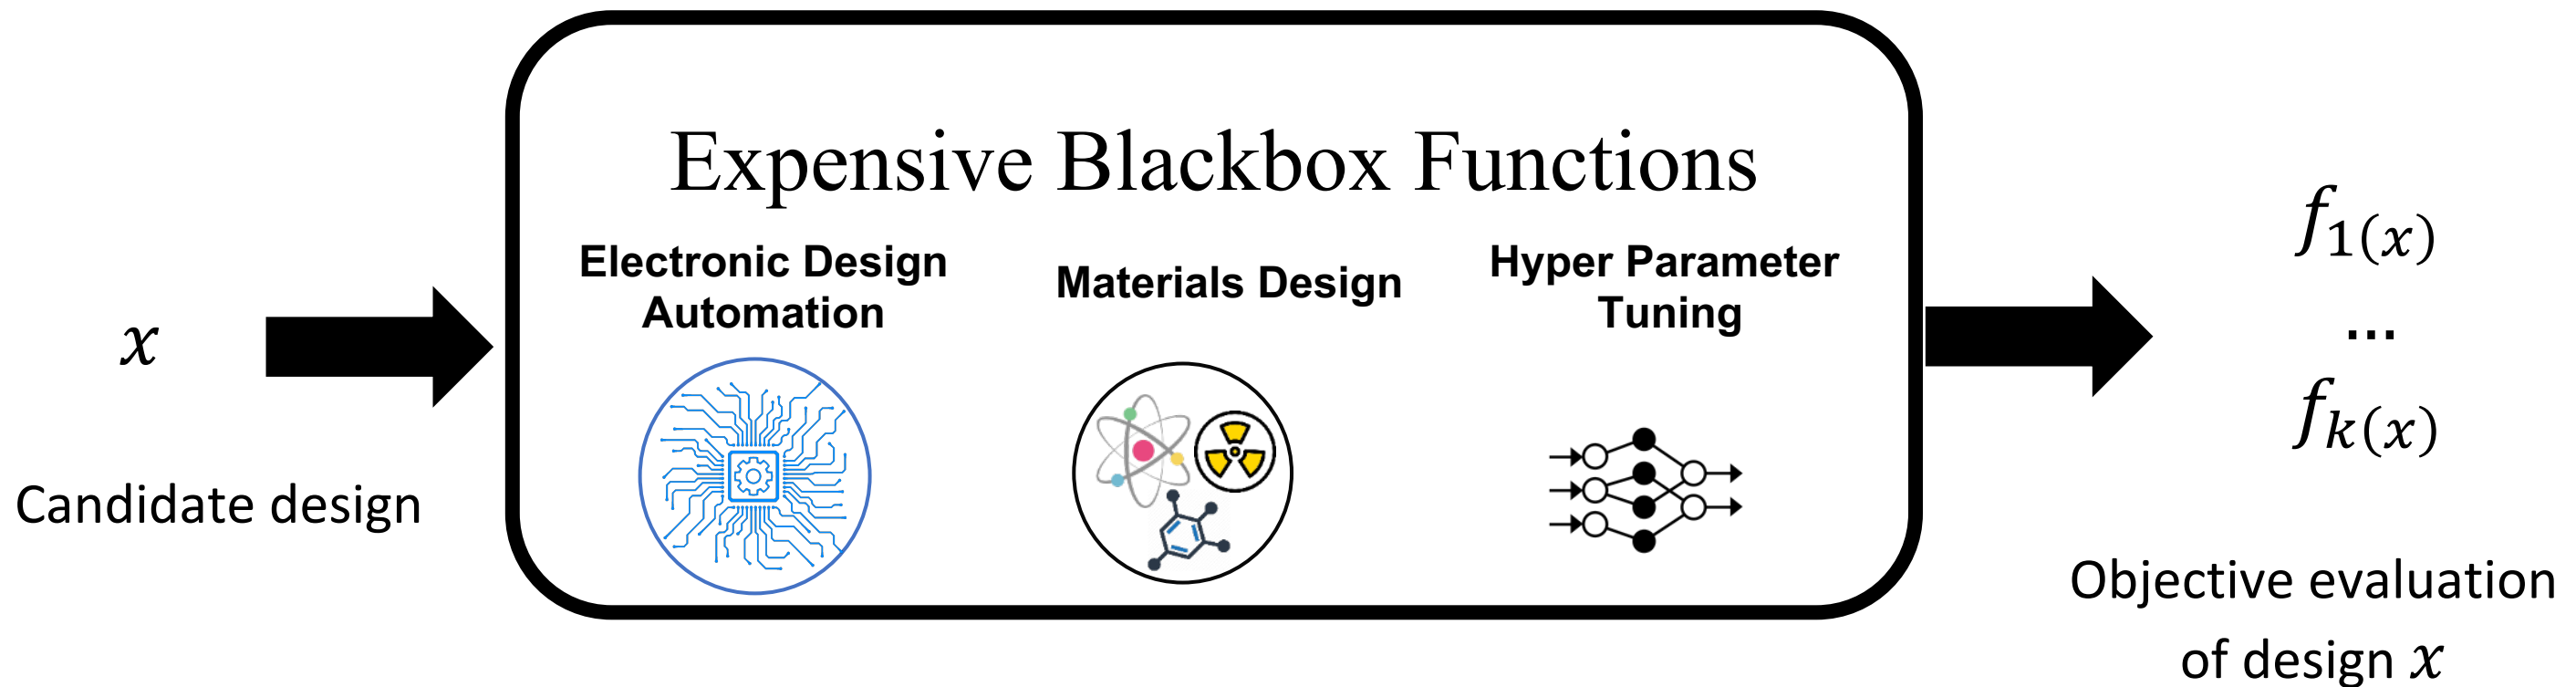 Expensive Blackbox Functions
Electronic Design
Automation
Materials Design
Hyper Parameter
Tuning
x
Candidate design
f1(x)
...
fk(x)
Objective evaluation
of design x